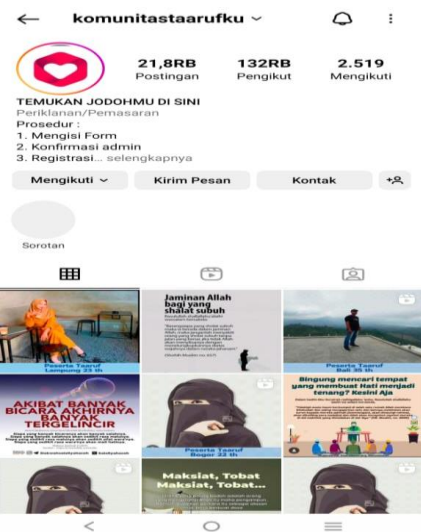 komunitastaarufku
21,8RB 132RB 2.519
Postingan Pengikut Mengikuti
TEMUKAN JODOHMU DI SINI
Periklanan/Pemasaran
Prosedur :
1. Mengisi Form
2. Konfirmasi admin
3. Registrasi... selengkapnya
Mengikuti Kirim Pesan Kontak
Sorotan
Jaminan Allah
bagi yang
shalat subuh
Peserta Taaruf
Lampung 23 th
Peserta Taaruf
Bali 35 th
AKIBAT BANYAK
BICARA AKHIRNYA
BANYAK
TERGELINCIR
Bingung mencari tempat
yang membuat Hati menjadi
tenang? Kesini Aja
Peserta Taaruf
Bogor 33 th
Maksiat, Tobat
Maksiat, Tobat...